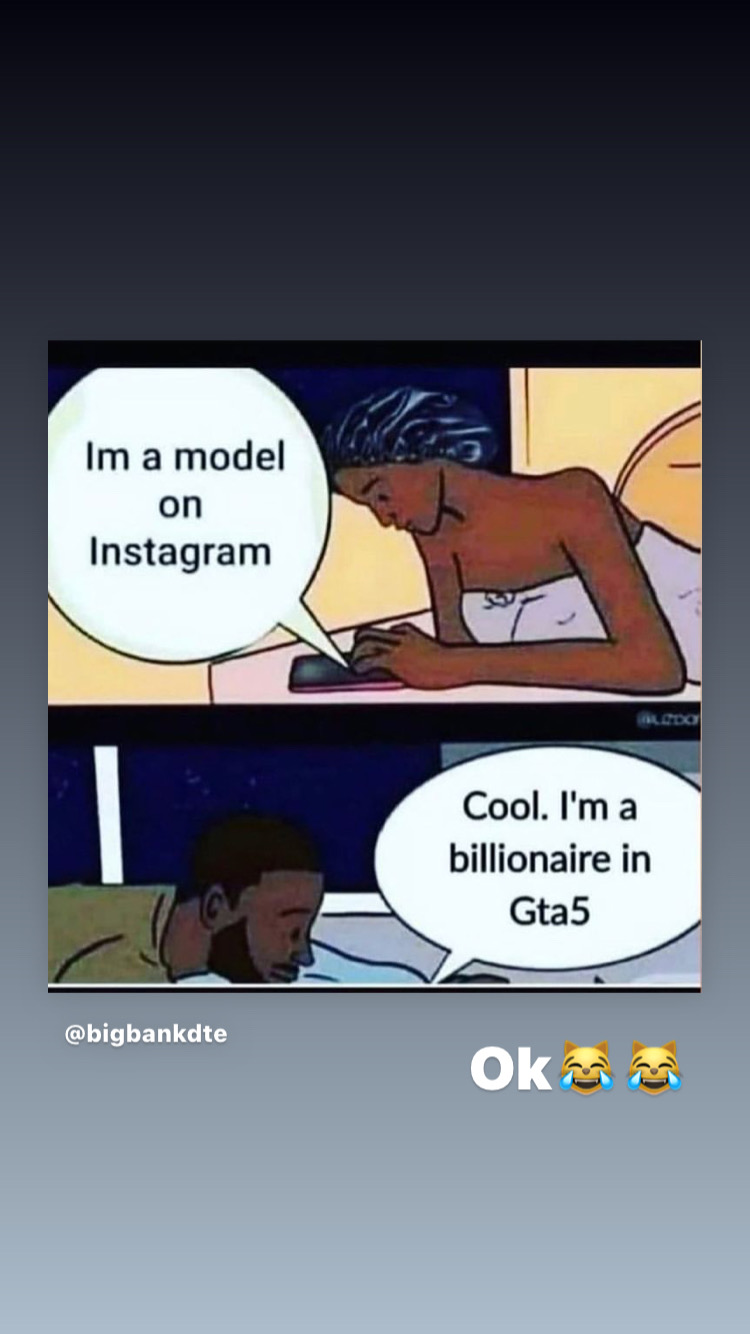 Im a model
on
Instagram
Cool. I'm a
billionaire in
Gta5
@bigbankdte
Ok😹😹